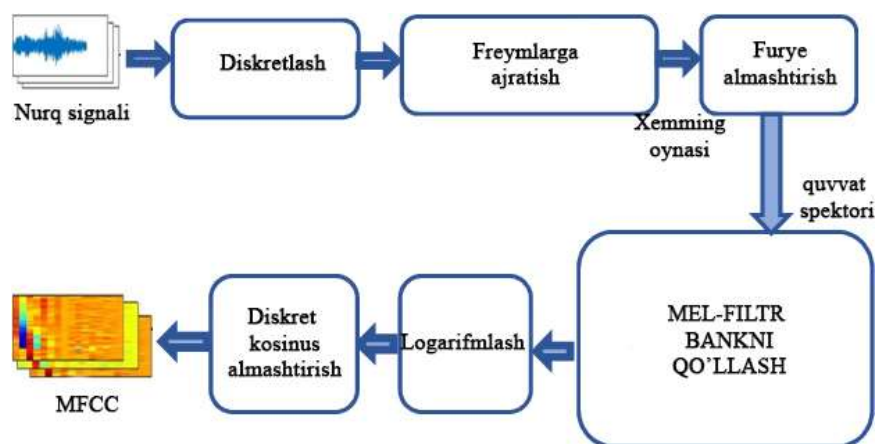 Nurq signali
Diskretlash
Freymlarga
ajratish
Xemming
oynasi
Furye
almashtirish
quvvat
spektori
MEL-FILTR
BANKNI
QO’LLASH
Logarifmlash
Diskret
kosinus
almashtirish
MFCC